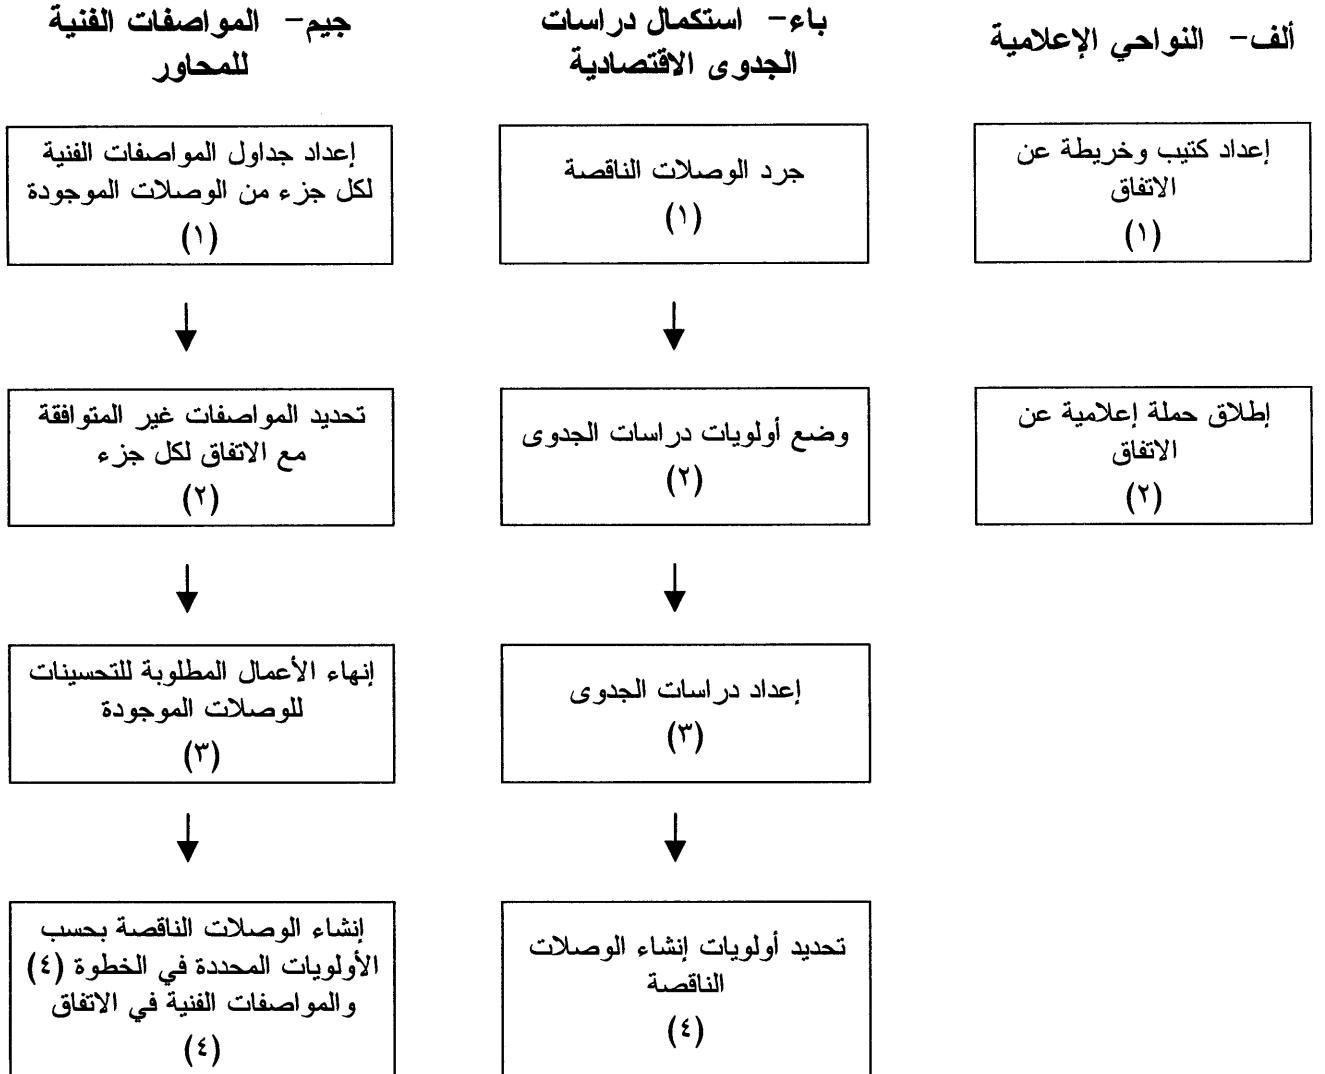 ألف- النواحي الإعلامية
إعداد كتيب وخريطة عن
الاتفاق
(١)
إطلاق حملة إعلامية عن
الاتفاق
(٢)
باء- استكمال دراسات
الجدوى الاقتصادية
جرد الوصلات الناقصة
(١)
وضع أولويات دراسات الجدوى
(٢)
إعداد دراسات الجدوى
(٣)
تحديد أولويات إنشاء الوصلات
الناقصة
(٤)
جيم- المواصفات الفنية
للمحاور
إعداد جداول المواصفات الفنية
لكل جزء من الوصلات الموجودة
(١)
تحديد المواصفات غير المتوافقة
مع الاتفاق لكل جزء
(٢)
إنهاء الأعمال المطلوبة للتحسينات
للوصلات الموجودة
(٣)
إنشاء الوصلات الناقصة بحسب
الأولويات المحددة في الخطوة (٤)
والمواصفات الفنية في الاتفاق
(٤)